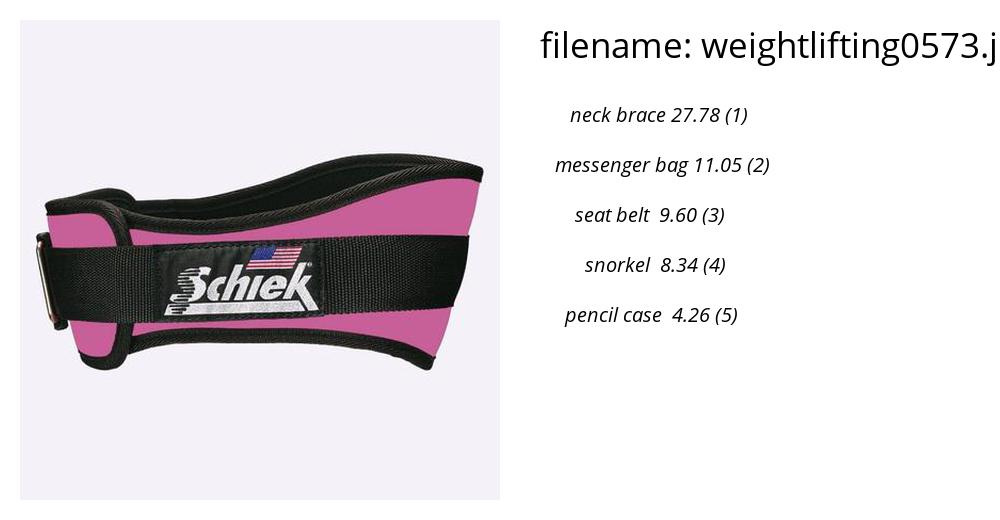 filename: weightlifting0573.j
neck brace 27.78 (1)
messenger bag 11.05 (2)
seat belt 9.60 (3)
snorkel 8.34 (4)
pencil case 4.26 (5)
Schiek